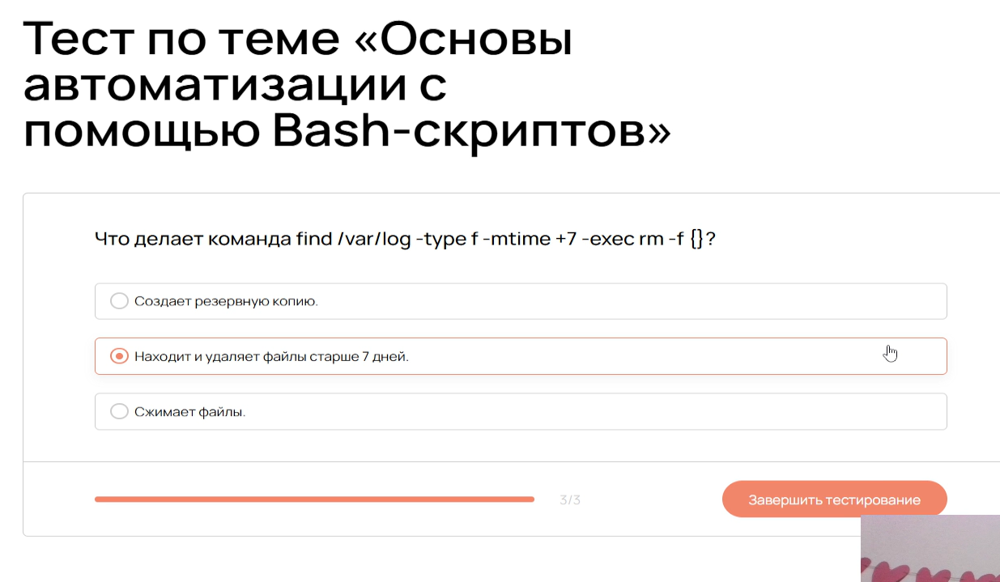 Тест по теме «Основы
автоматизации с
помощью Bash-скриптов»
Что делает команда find /var/log -type f -mtime +7 -exec rm -f {}?
Создает резервную копию.
Находит и удаляет файлы старше 7 дней.
Сжимает файлы.
3/3
Завершить тестирование